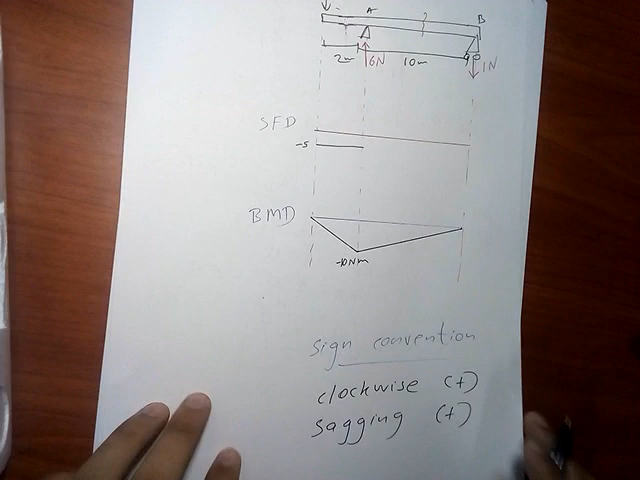 A B
2m 6N 10m 1N
SFD
-5
BMD
-10Nm
sign convention
clockwise (+)
sagging (+)